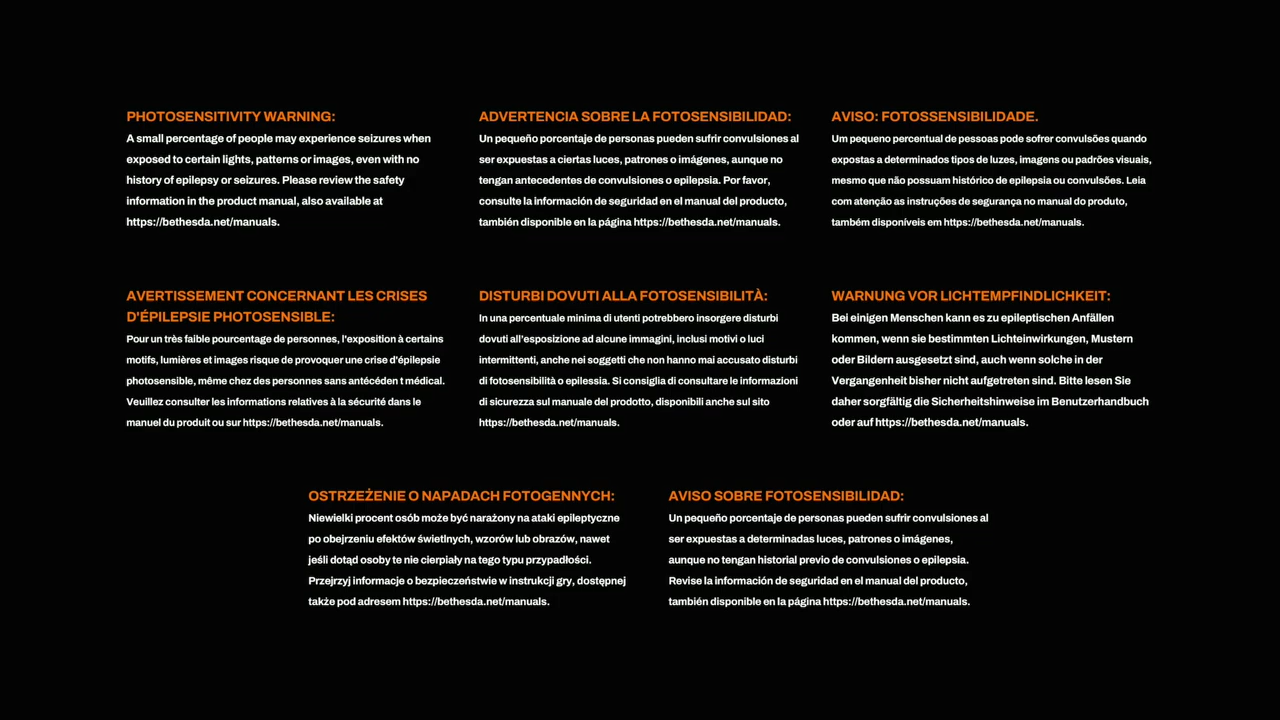 PHOTOSENSITIVITY WARNING:
A small percentage of people may experience seizures when
exposed to certain lights, patterns or images, even with no
history of epilepsy or seizures. Please review the safety
information in the product manual, also available at
https://bethesda.net/manuals.
ADVERTENCIA SOBRE LA FOTOSENSIBILIDAD:
Un pequeño porcentaje de personas pueden sufrir convulsiones al
ser expuestas a ciertas luces, patrones o imágenes, aunque no
tengan antecedentes de convulsiones o epilepsia. Por favor,
consulte la información de seguridad en el manual del producto,
también disponible en la página https://bethesda.net/manuals.
AVISO: FOTOSSENSIBILIDADE.
Um pequeno percentual de pessoas pode sofrer convulsões quando
expostas a determinados tipos de luzes, imagens ou padrões visuais,
mesmo que não possuam histórico de epilepsia ou convulsões. Leia
com atenção as instruções de segurança no manual do produto,
também disponíveis em https://bethesda.net/manuals.
AVERTISSEMENT CONCERNANT LES CRISES
D'ÉPILEPSIE PHOTOSENSIBLE:
Pour un très faible pourcentage de personnes, l'exposition à certains
motifs, lumières et images risque de provoquer une crise d'épilepsie
photosensible, même chez des personnes sans antécéden t médical.
Veuillez consulter les informations relatives à la sécurité dans le
manuel du produit ou sur https://bethesda.net/manuals.
DISTURBI DOVUTI ALLA FOTOSENSIBILITÀ:
In una percentuale minima di utenti potrebbero insorgere disturbi
dovuti all'esposizione ad alcune immagini, inclusi motivi o luci
intermittenti, anche nei soggetti che non hanno mai accusato disturbi
di fotosensibilità o epilessia. Si consiglia di consultare le informazioni
di sicurezza sul manuale del prodotto, disponibili anche sul sito
https://bethesda.net/manuals.
WARNUNG VOR LICHTEMPFINDLICHKEIT:
Bei einigen Menschen kann es zu epileptischen Anfällen
kommen, wenn sie bestimmten Lichteinwirkungen, Mustern
oder Bildern ausgesetzt sind, auch wenn solche in der
Vergangenheit bisher nicht aufgetreten sind. Bitte lesen Sie
daher sorgfältig die Sicherheitshinweise im Benutzerhandbuch
oder auf https://bethesda.net/manuals.
OSTRZEŻENIE O NAPADACH FOTOGENNYCH:
Niewielki procent osób może być narażony na ataki epileptyczne
po obejrzeniu efektów świetlnych, wzorów lub obrazów, nawet
jeśli dotąd osoby te nie cierpiały na tego typu przypadłości.
Przejrzyj informacje o bezpieczeństwie w instrukcji gry, dostępnej
także pod adresem https://bethesda.net/manuals.
AVISO SOBRE FOTOSENSIBILIDAD:
Un pequeño porcentaje de personas pueden sufrir convulsiones al
ser expuestas a determinadas luces, patrones o imágenes,
aunque no tengan historial previo de convulsiones o epilepsia.
Revise la información de seguridad en el manual del producto,
también disponible en la página https://bethesda.net/manuals.